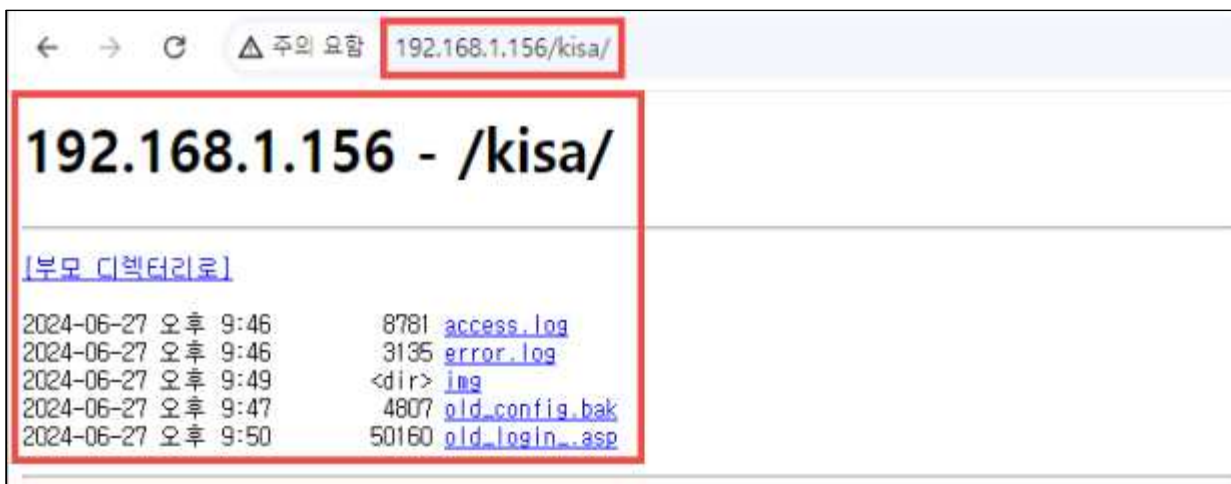 주의 요함 192.168.1.156/kisa/
192.168.1.156 - /kisa/
[부모 디렉터리로]
2024-06-27 오후 9:46 8781 access.log
2024-06-27 오후 9:46 3135 error.log
2024-06-27 오후 9:49 <dir> img
2024-06-27 오후 9:47 4807 old_config.bak
2024-06-27 오후 9:50 50160 old_login_.asp